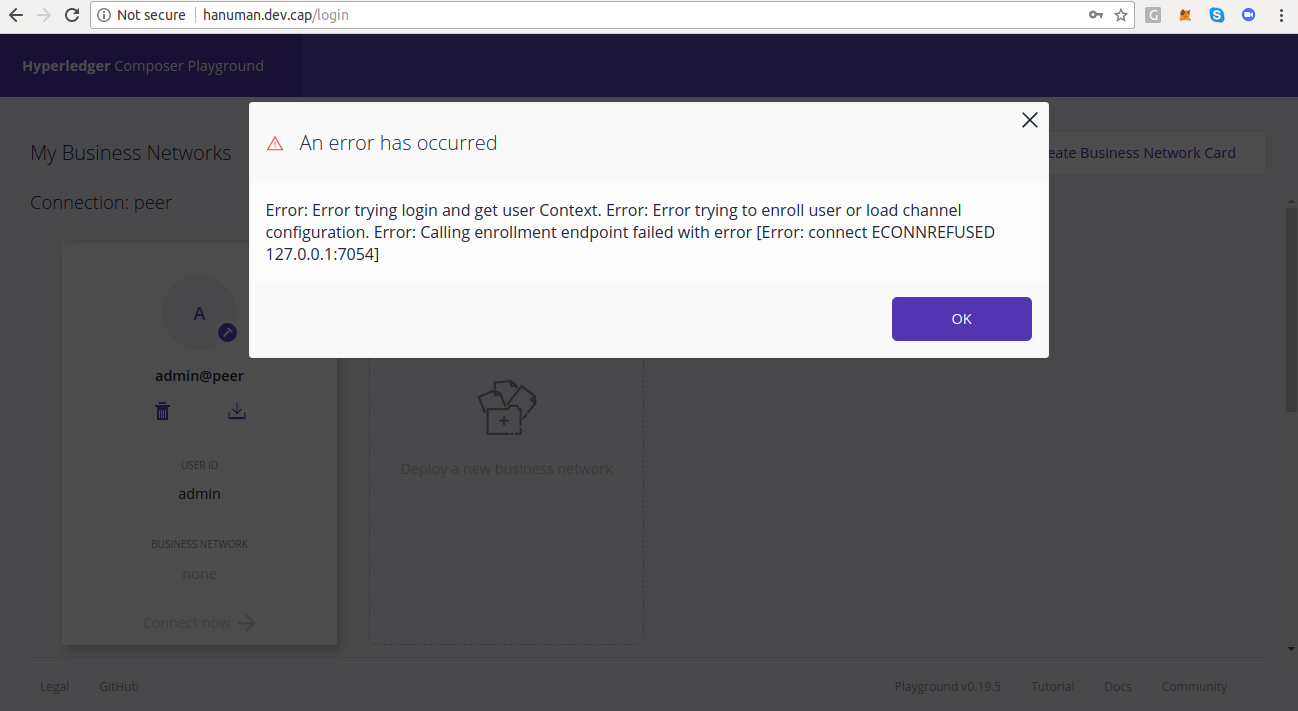 Not secure
hanuman.dev.cap/login
G
Hyperledger Composer Playground
An error has occurred
My Business Networks
eate Business Network Card
Connection: peer
Error: Error trying login and get user Context. Error: Error trying to enroll user or load channel
configuration. Error: Calling enrollment endpoint failed with error [Error: connect ECONNREFUSED
127.0.0.1:7054]
OK
A
admin@peer
USER ID
admin
BUSINESS NETWORK
none
Connect now
Deploy a new business network
Legal
GitHub
Playground v0.19.5
Tutorial
Docs
Community